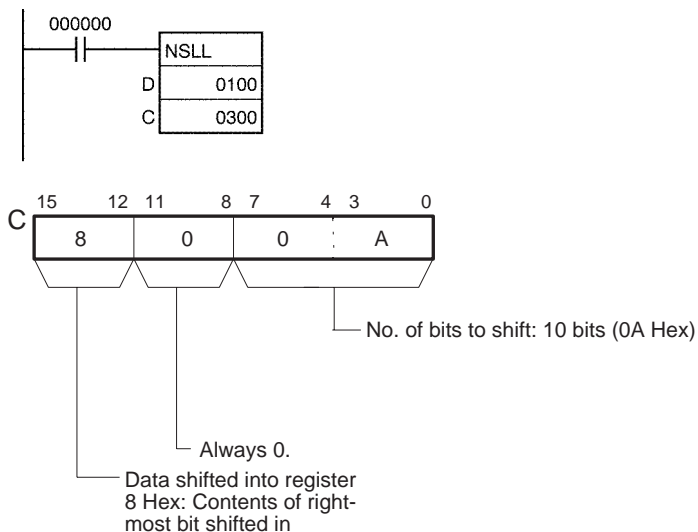 000000
NSLL
D 0100
C 0300
15 12 11 8 7 4 3 0
C 8 0 0 A
No. of bits to shift: 10 bits (0A Hex)
Always 0.
Data shifted into register
8 Hex: Contents of right-
most bit shifted in